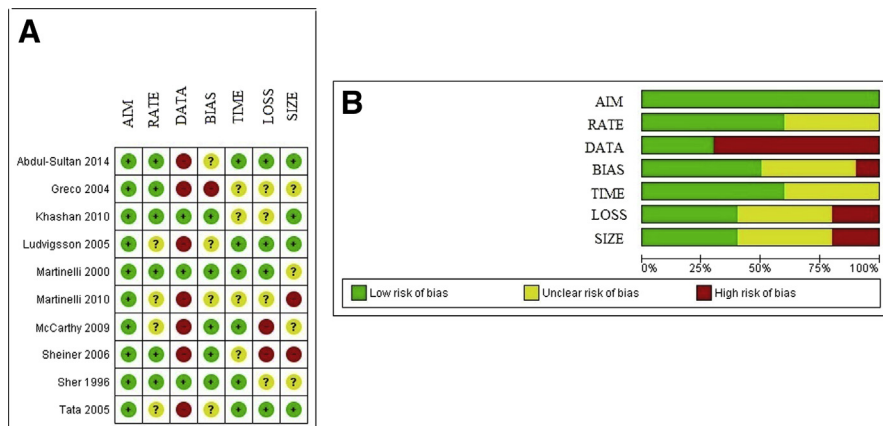 A
AIM RATE DATA BIAS TIME LOSS SIZE
Abdul-Sultan 2014 + + ? + + +
Greco 2004 + + ? ? ?
Khashan 2010 + + + + ? ? +
Ludvigsson 2005 + ? ? + + +
Martinelli 2000 + + + + + + ?
Martinelli 2010 + ? ? ? ?
McCarthy 2009 + ? + + ?
Sheiner 2006 + + + ?
Sher 1996 + + + + + ? ?
Tata 2005 + ? ? + + +
B
AIM
RATE
DATA
BIAS
TIME
LOSS
SIZE
0% 25% 50% 75% 100%
Low risk of bias Unclear risk of bias High risk of bias